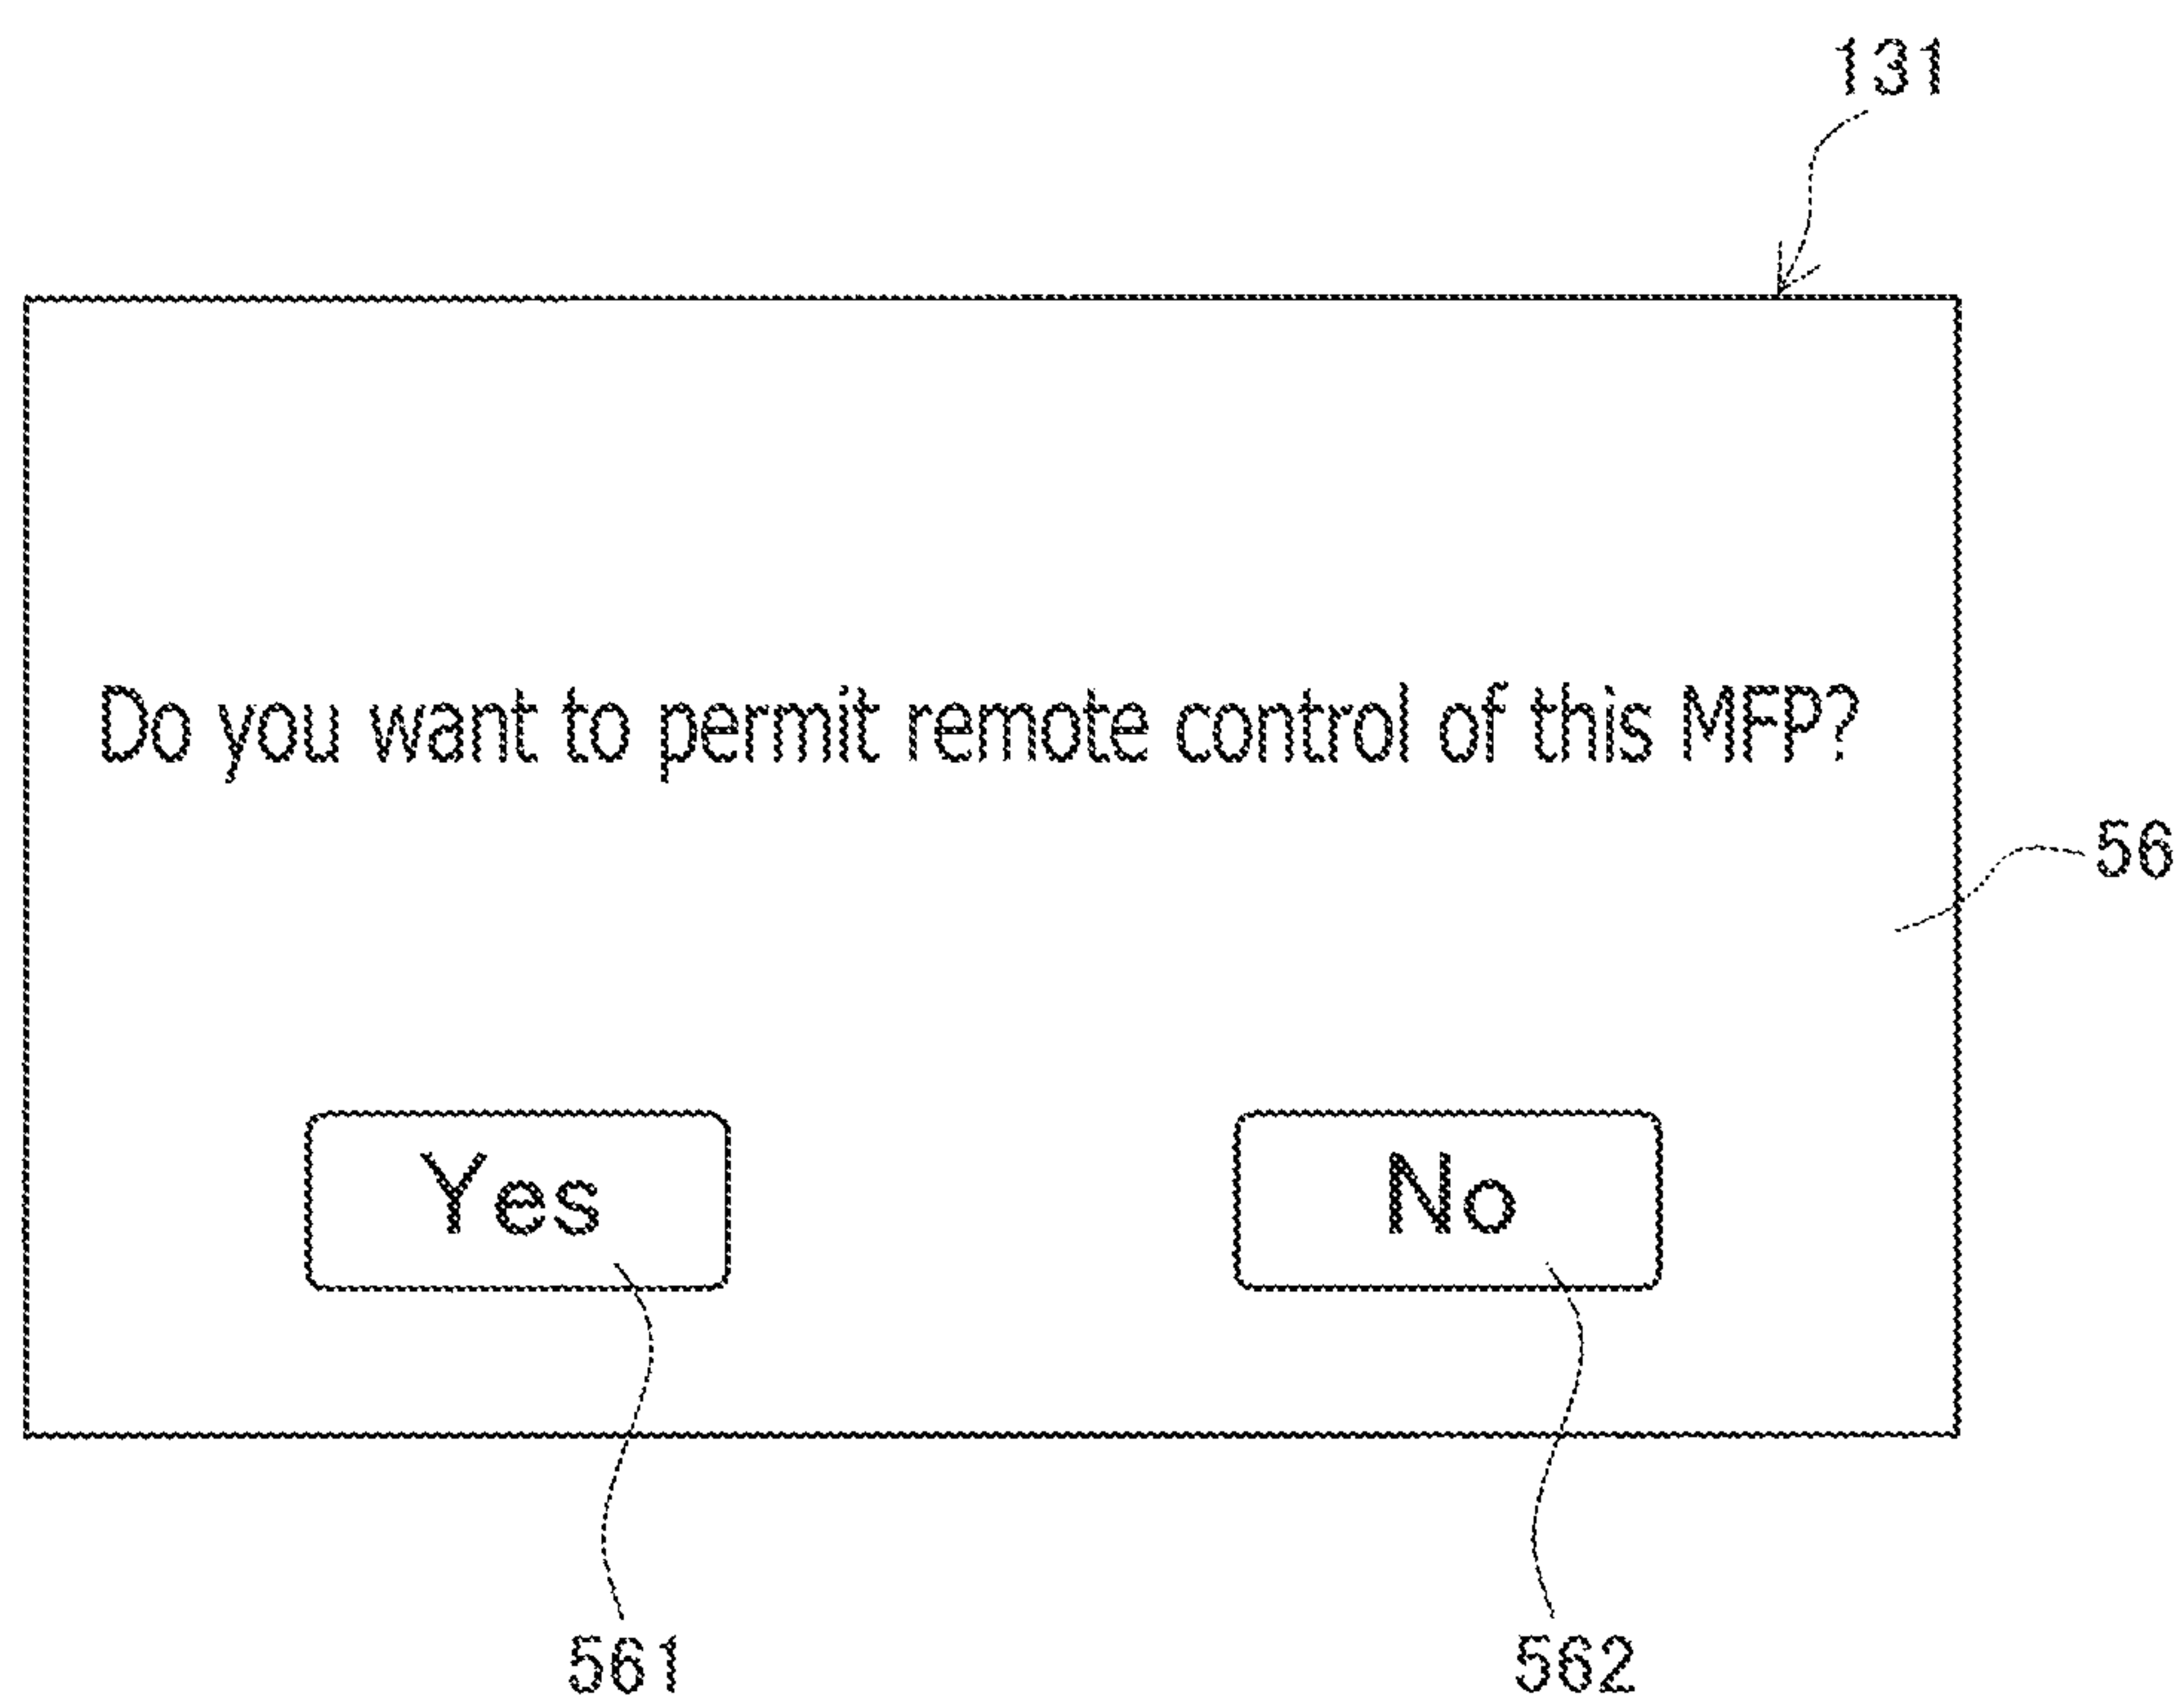 131
Do you want to permit remote control of this MFP?
56
Yes
No
561
562